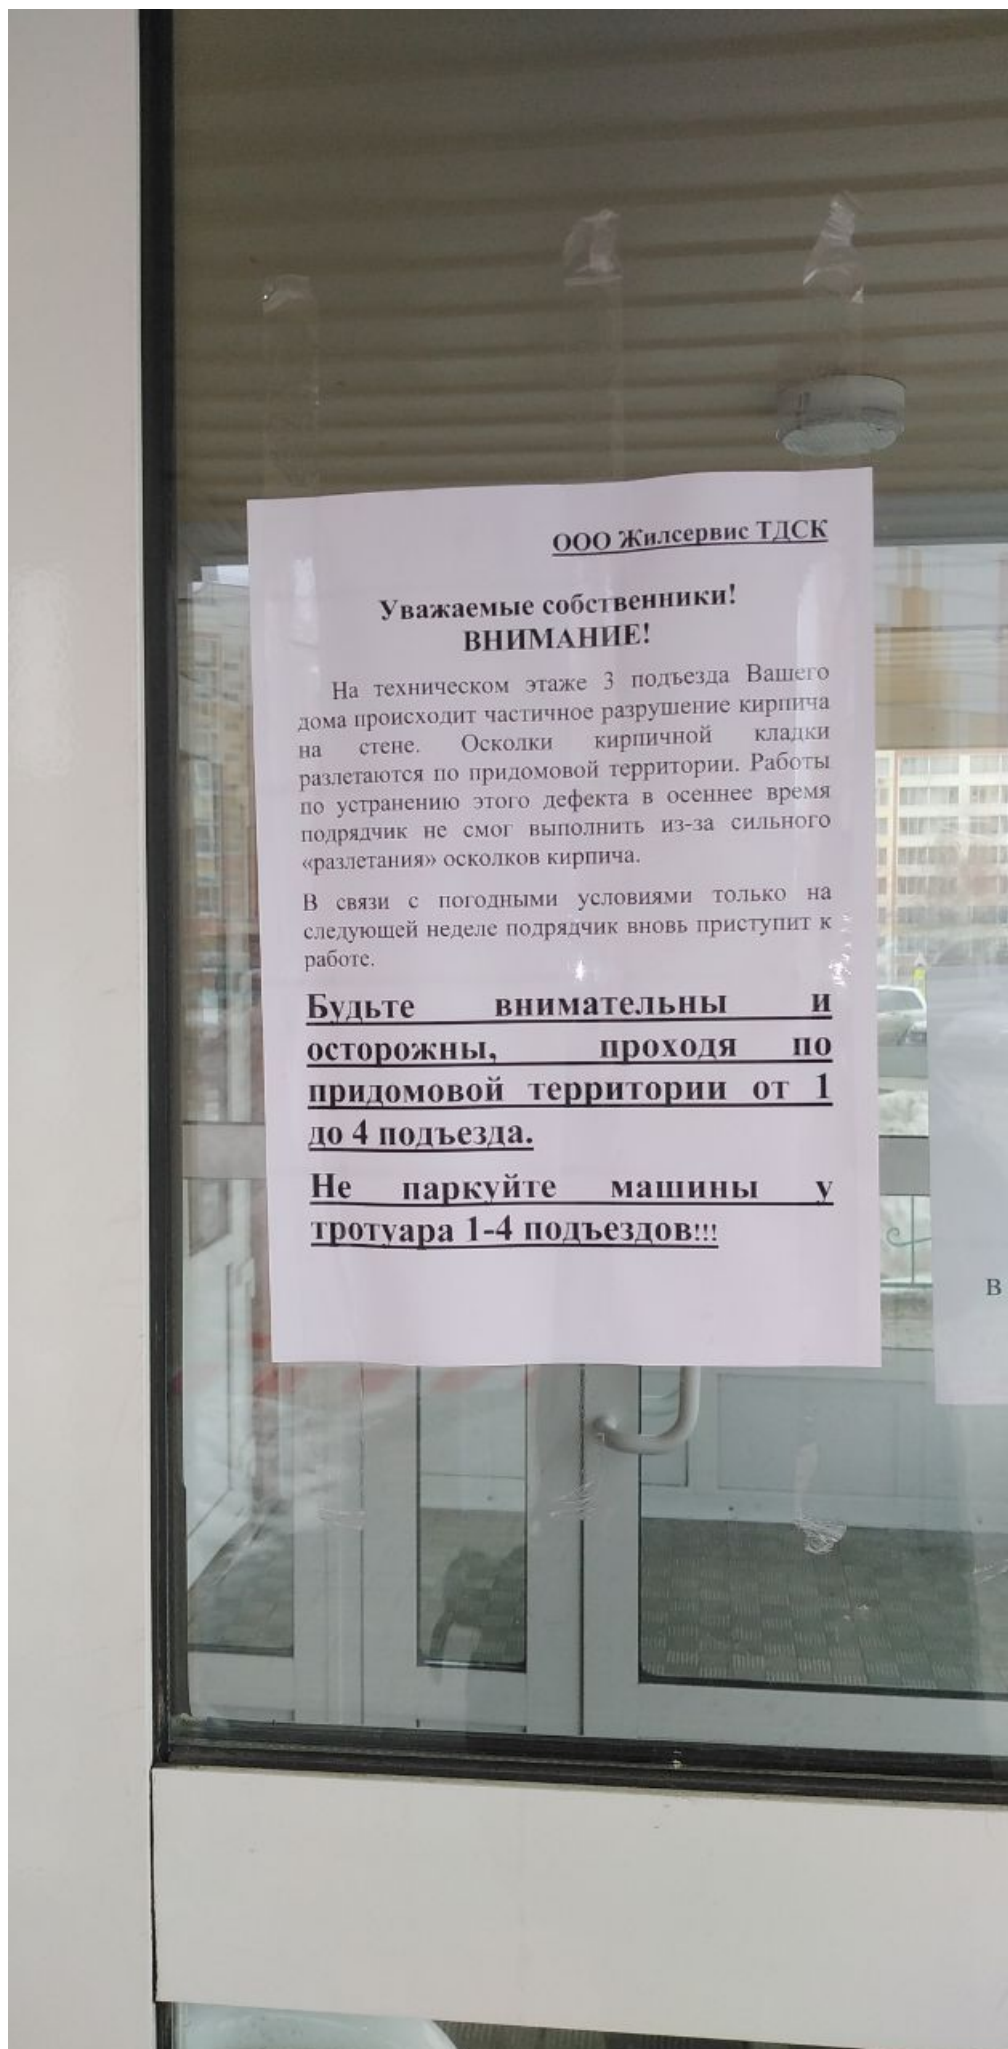 ООО Жилсервис ТДСК
Уважаемые собственники!
ВНИМАНИЕ!
На техническом этаже 3 подъезда Вашего
дома происходит частичное разрушение кирпича
на стене. Осколки кирпичной кладки
разлетаются по придомовой территории. Работы
по устранению этого дефекта в осеннее время
подрядчик не смог выполнить из-за сильного
«разлетания» осколков кирпича.
В связи с погодными условиями только на
следующей неделе подрядчик вновь приступит к
работе.
Будьте внимательны и
осторожны, проходя по
придомовой территории от 1
до 4 подъезда.
Не паркуйте машины у
тротуара 1-4 подъездов!!!
В